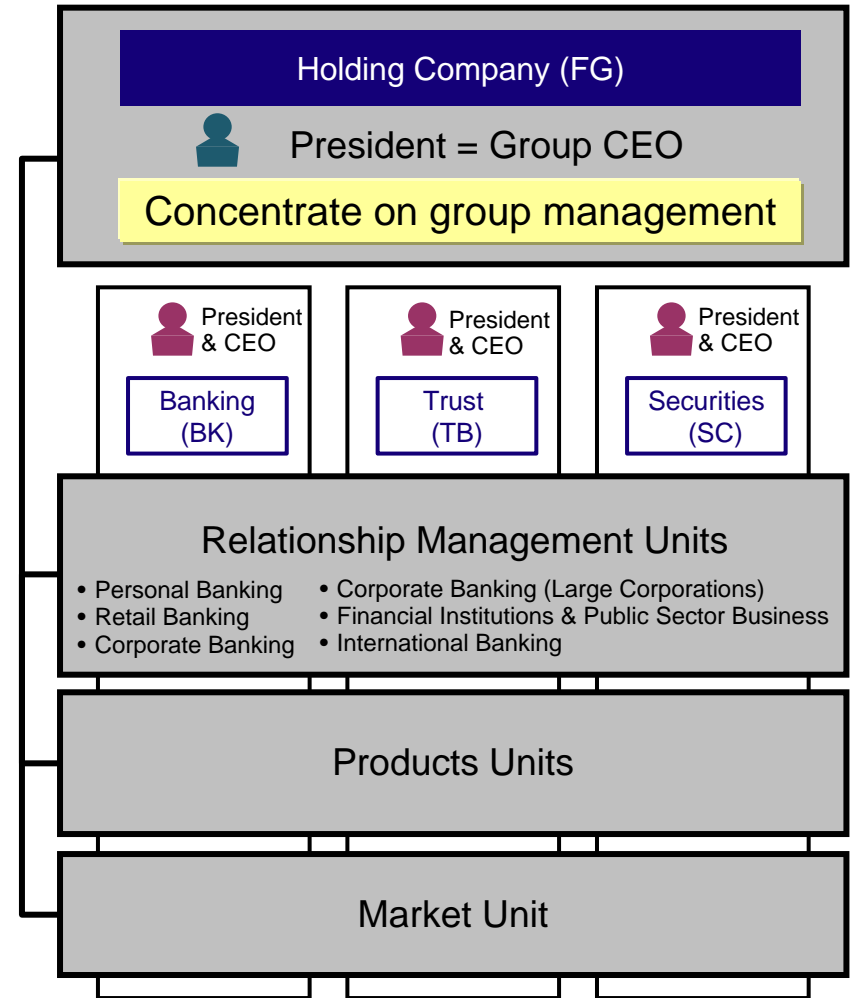 Holding Company (FG)
President = Group CEO
Concentrate on group management
President
& CEO
Banking
(BK)
President
& CEO
Trust
(TB)
President
& CEO
Securities
(SC)
Relationship Management Units
• Personal Banking
• Retail Banking
• Corporate Banking
• Corporate Banking (Large Corporations)
• Financial Institutions & Public Sector Business
• International Banking
Products Units
Market Unit